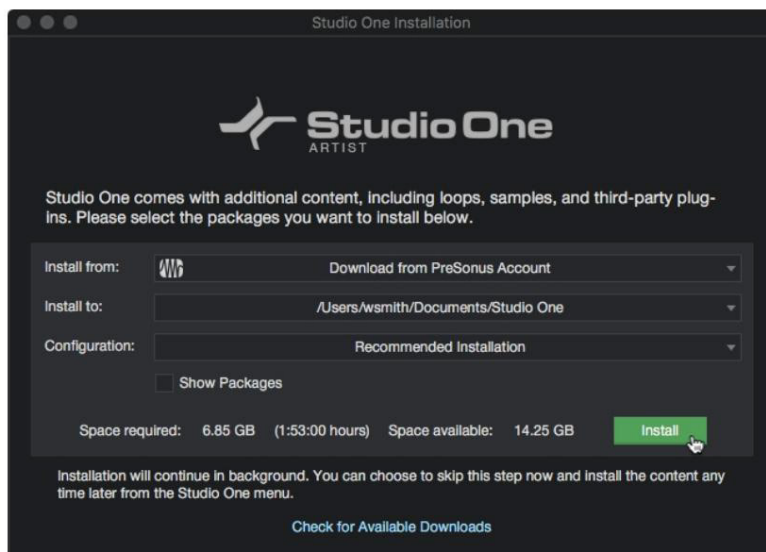 Studio One Installation
Studio One
ARTIST
Studio One comes with additional content, including loops, samples, and third-party plug-
ins. Please select the packages you want to install below.
Install from: Download from PreSonus Account
Install to: /Users/wsmith/Documents/Studio One
Configuration: Recommended Installation
Show Packages
Space required: 6.85 GB (1:53:00 hours) Space available: 14.25 GB Install
Installation will continue in background. You can choose to skip this step now and install the content any
time later from the Studio One menu.
Check for Available Downloads